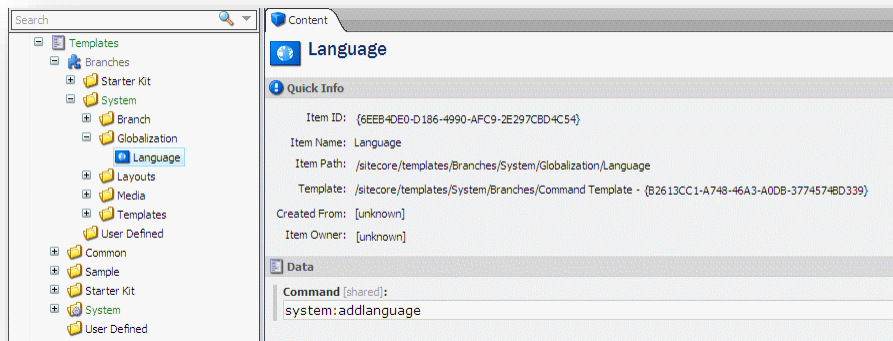 Search
Templates
Branches
Starter Kit
System
Branch
Globalization
Language
Layouts
Media
Templates
User Defined
Common
Sample
Starter Kit
System
User Defined
Content
Language
Quick Info
Item ID: {6EEB4DE0-D186-4990-AFC9-2E297CBD4C54}
Item Name: Language
Item Path: /sitecore/templates/Branches/System/Globalization/Language
Template: /sitecore/templates/System/Branches/Command Template - {B2613CC1-A748-46A3-A0DB-3774574BD339}
Created From: [unknown]
Item Owner: [unknown]
Data
Command [shared]:
system:addlanguage